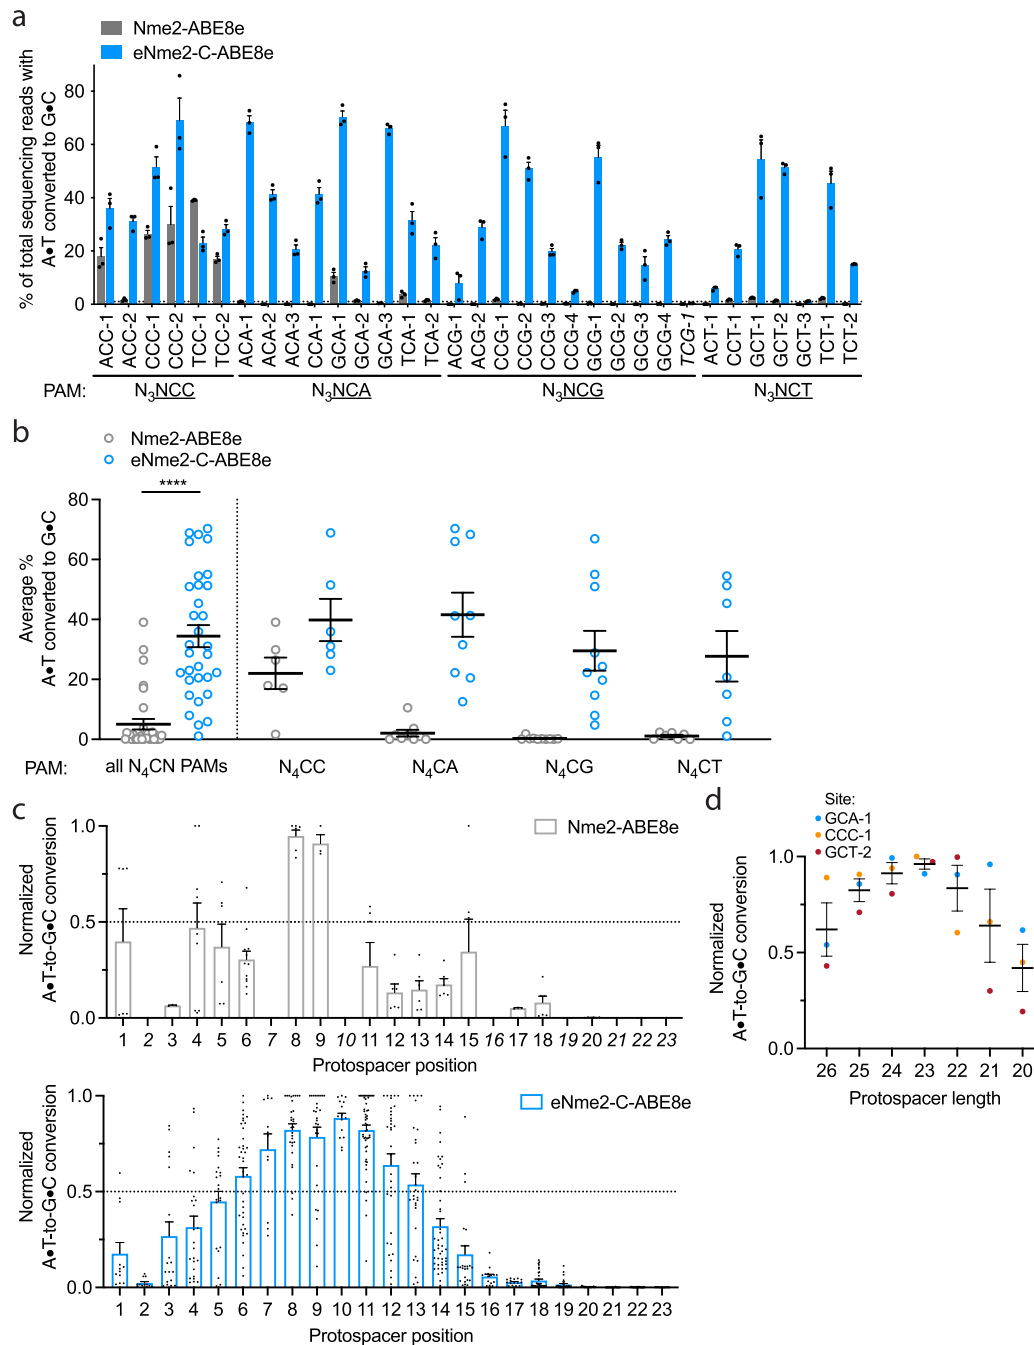 a
Nme2-ABE8e
eNme2-C-ABE8e
% of total sequencing reads with
A•T converted to G•C
80
60
40
20
0
ACC-1 ACC-2 CCC-1 CCC-2 TCC-1 TCC-2 ACA-1 ACA-2 ACA-3 CCA-1 GCA-1 GCA-2 GCA-3 TCA-1 TCA-2 ACG-1 ACG-2 CCG-1 CCG-2 CCG-3 CCG-4 GCG-1 GCG-2 GCG-3 GCG-4 TCG-1 ACT-1 CCT-1 GCT-1 GCT-2 GCT-3 TCT-1 TCT-2
PAM: N3NCC N3NCA N3NCG N3NCT
b
Nme2-ABE8e
eNme2-C-ABE8e
****
Average %
A•T converted to G•C
80
60
40
20
0
PAM: all N4CN PAMs N4CC N4CA N4CG N4CT
c
Nme2-ABE8e
Normalized
A•T-to-G•C conversion
1.0
0.5
0.0
1 2 3 4 5 6 7 8 9 10 11 12 13 14 15 16 17 18 19 20 21 22 23
Protospacer position
eNme2-C-ABE8e
Normalized
A•T-to-G•C conversion
1.0
0.5
0.0
1 2 3 4 5 6 7 8 9 10 11 12 13 14 15 16 17 18 19 20 21 22 23
Protospacer position
d
Site:
GCA-1
CCC-1
GCT-2
Normalized
A•T-to-G•C conversion
1.0
0.5
0.0
26 25 24 23 22 21 20
Protospacer length